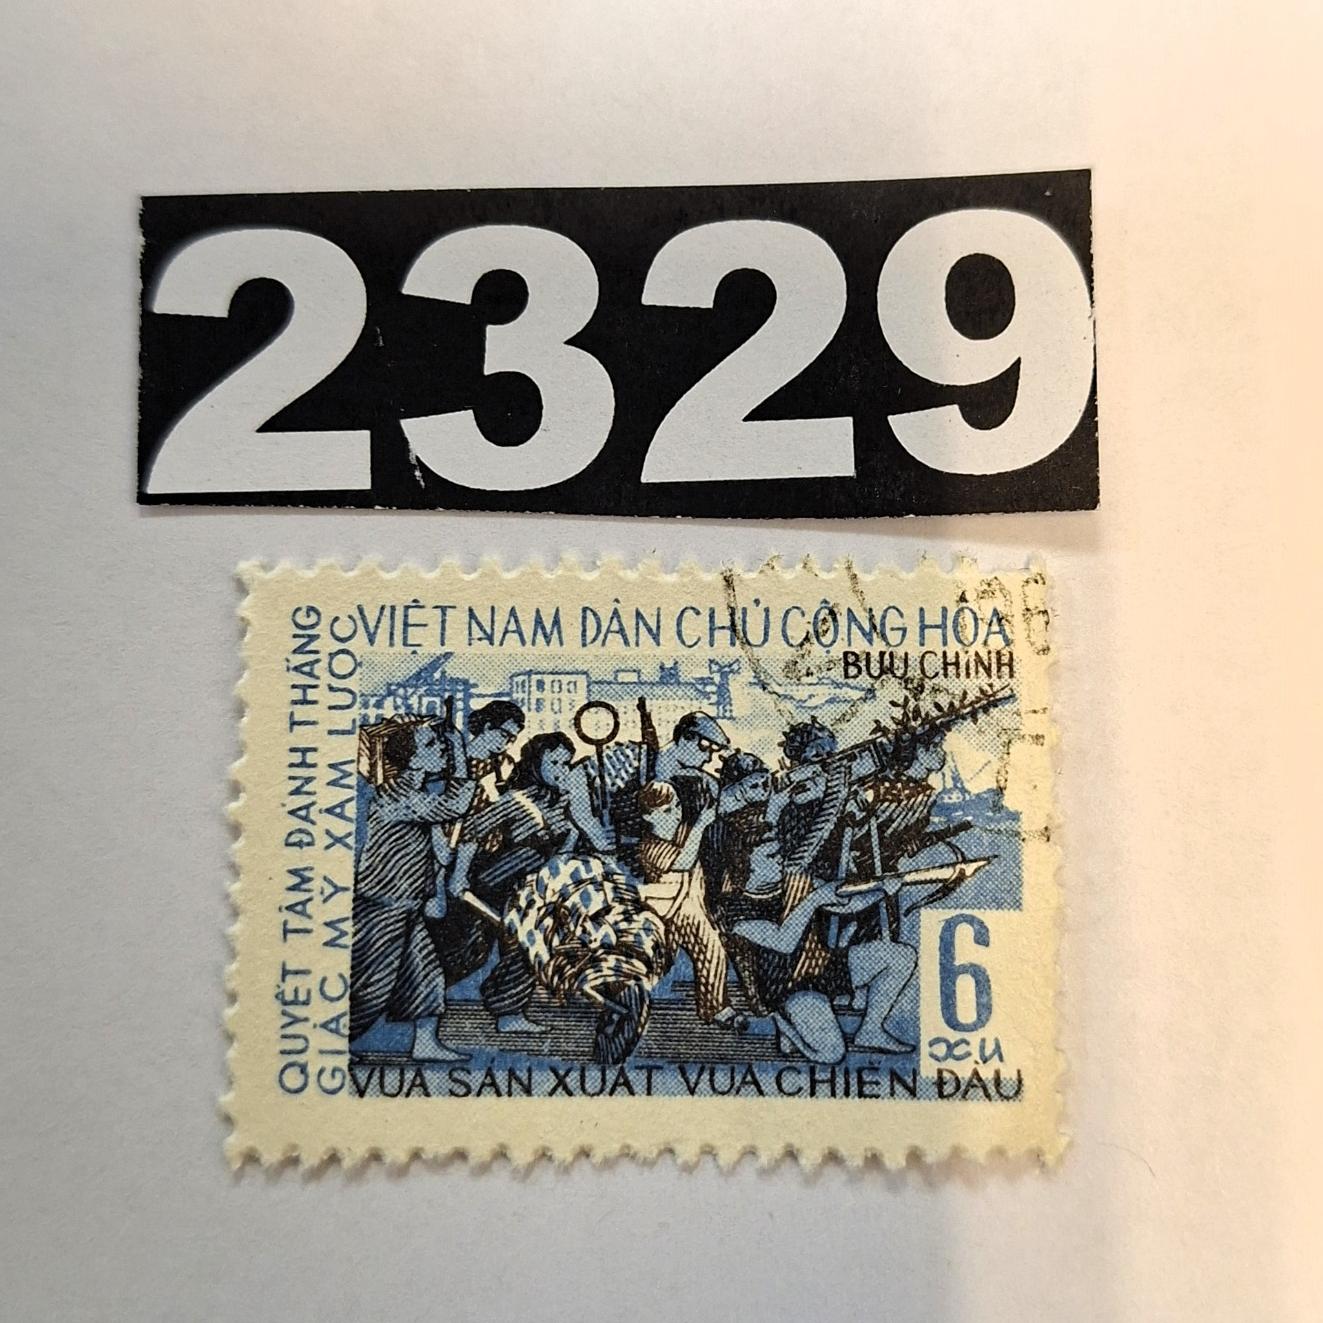 2329
VIỆT NAM DÂN CHỦ CỘNG HÒA
BƯU CHÍNH
QUYẾT TÂM ĐÁNH THẮNG
GIẶC MỸ XÂM LƯỢC
6
xu
VỪA SẢN XUẤT VỪA CHIẾN ĐẤU